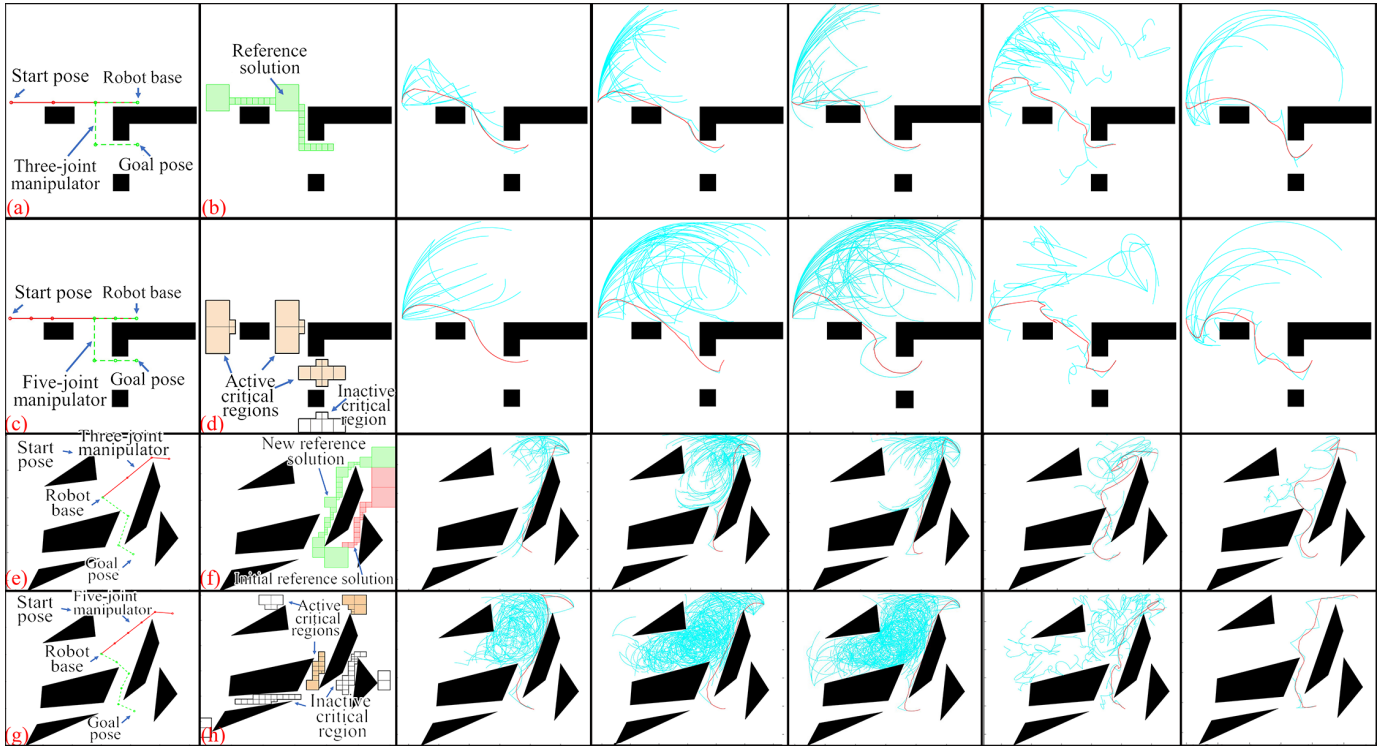 Start pose
Robot base
Three-joint
manipulator
Goal pose
(a)
Reference
solution
(b)
Start pose
Robot base
Five-joint
manipulator
Goal pose
(c)
Active critical
regions
Inactive
critical
region
(d)
Start
pose
Three-joint
manipulator
Robot
base
Goal
pose
(e)
New reference
solution
Initial reference solution
(f)
Start
pose
Five-joint
manipulator
Robot
base
Goal
pose
(g)
Active
critical
regions
Inactive
critical
region
(h)